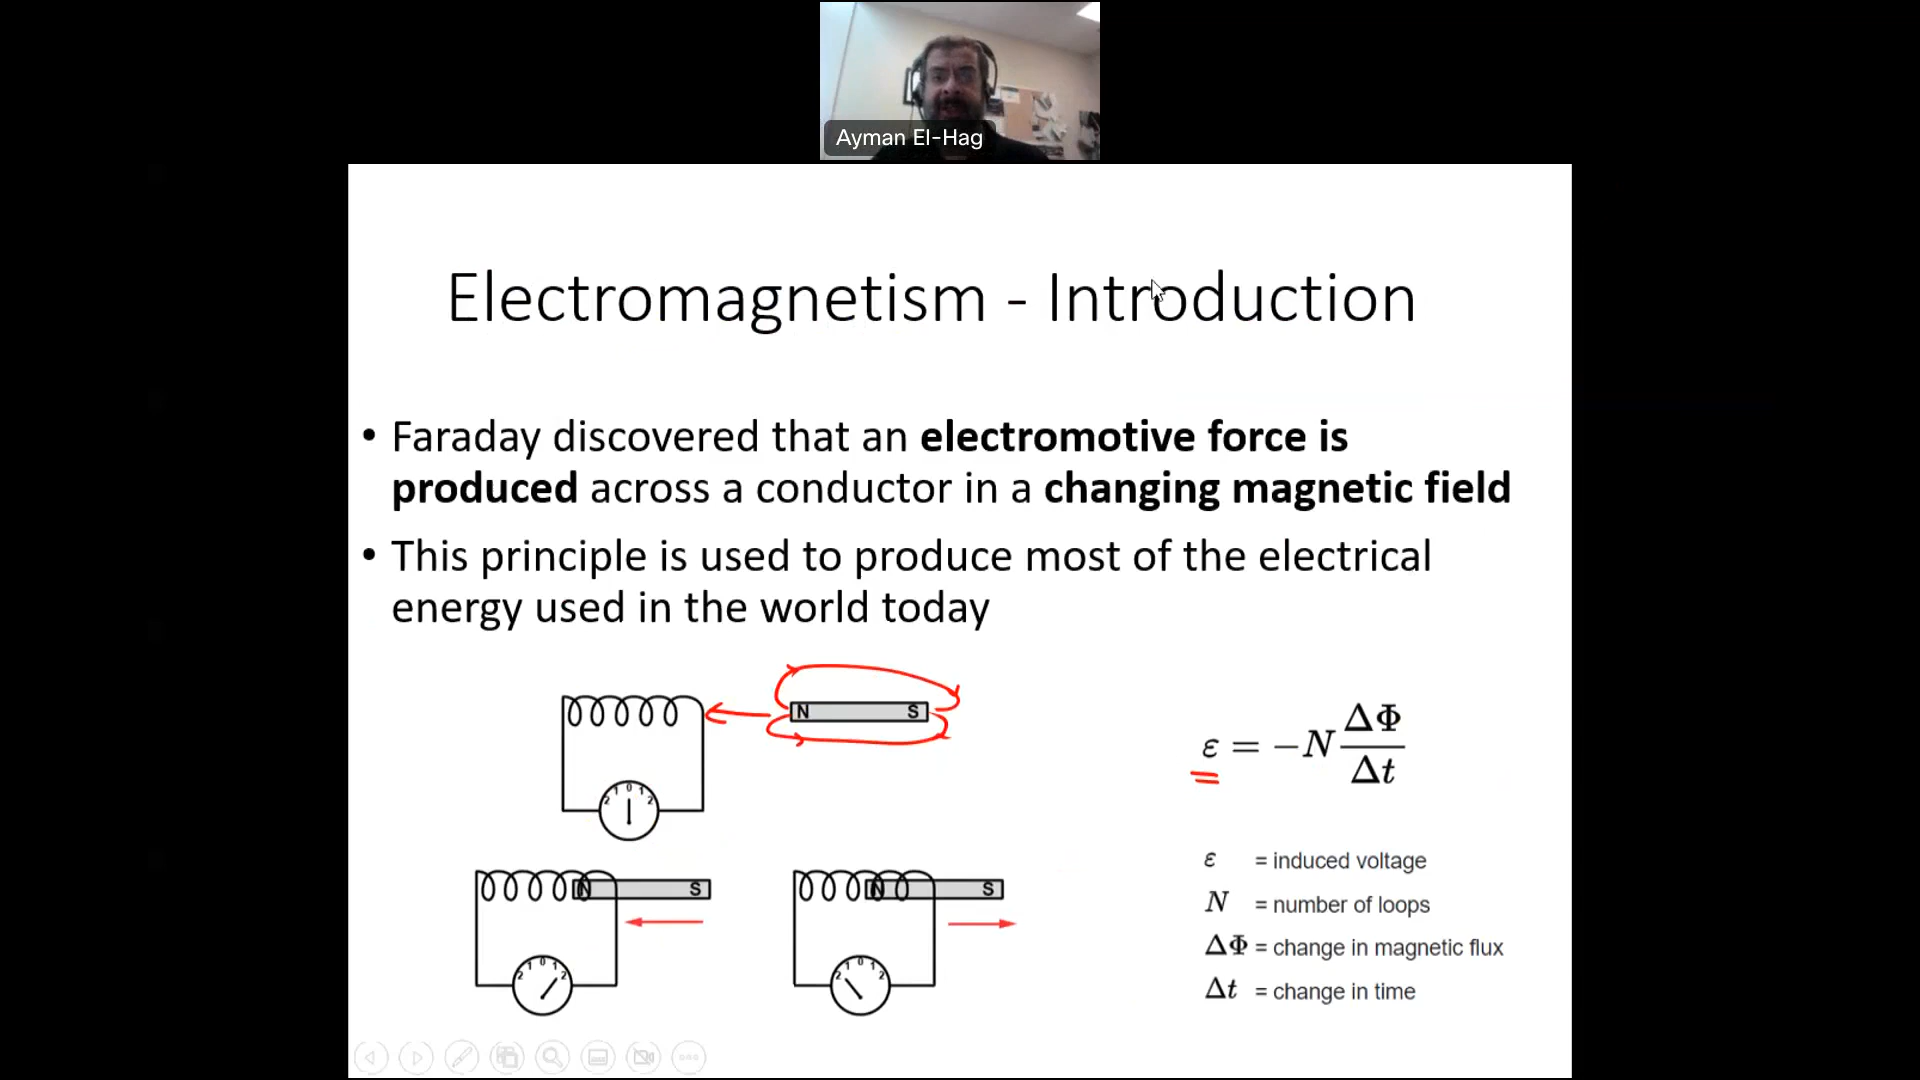 Ayman El-Hag
Electromagnetism - Introduction
• Faraday discovered that an electromotive force is
produced across a conductor in a changing magnetic field
• This principle is used to produce most of the electrical
energy used in the world today
N S
2 1 0 1 2
ε = −N ΔΦ/Δt
N S
2 1 0 1 2
N S
2 1 0 1 2
ε = induced voltage
N = number of loops
ΔΦ = change in magnetic flux
Δt = change in time